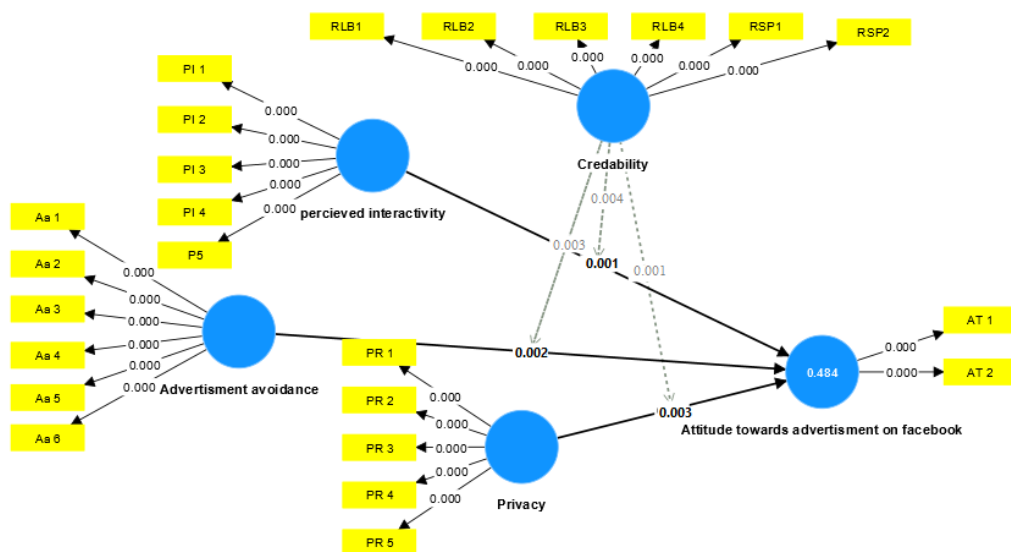 RLB1
RLB2
RLB3
RLB4
RSP1
RSP2
0.000
0.000
0.000
0.000
0.000
0.000
Credability
PI 1
PI 2
PI 3
PI 4
P5
0.000
0.000
0.000
0.000
0.000
percieved interactivity
0.004
0.003
0.001
0.001
Aa 1
Aa 2
Aa 3
Aa 4
Aa 5
Aa 6
0.000
0.000
0.000
0.000
0.000
0.000
Advertisment avoidance
0.002
PR 1
PR 2
PR 3
PR 4
PR 5
0.000
0.000
0.000
0.000
0.000
Privacy
0.003
0.484
Attitude towards advertisment on facebook
0.000
0.000
AT 1
AT 2